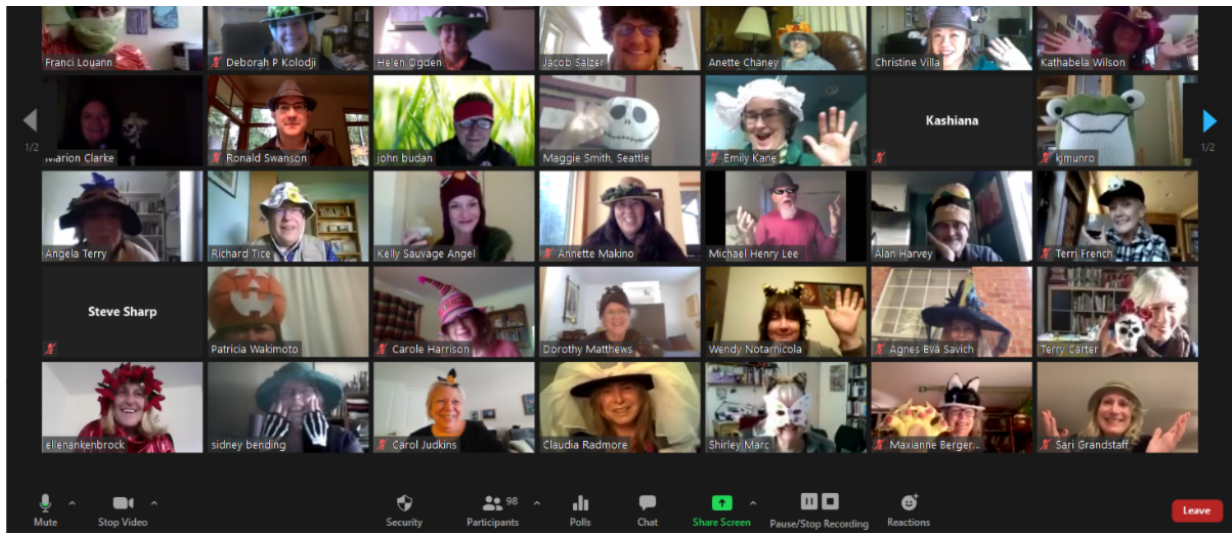 Franci Louann
Deborah P Kolodji
Helen Ogden
Jacob Salzer
Anette Chaney
Christine Villa
Kathabela Wilson
1/2
Marion Clarke
Ronald Swanson
john budan
Maggie Smith, Seattle
Emily Kane
Kashiana
kjmunro
1/2
Angela Terry
Richard Tice
Kelly Sauvage Angel
Annette Makino
Michael Henry Lee
Alan Harvey
Terri French
Steve Sharp
Patricia Wakimoto
Carole Harrison
Dorothy Matthews
Wendy Notarnicola
Agnes Eva Savich
Terry Carter
ellenankenbrock
sidney bending
Carol Judkins
Claudia Radmore
Shirley Marc
Maxianne Berger...
Sari Grandstaff
Mute
Stop Video
Security
98
Participants
Polls
Chat
Share Screen
Pause/Stop Recording
Reactions
Leave